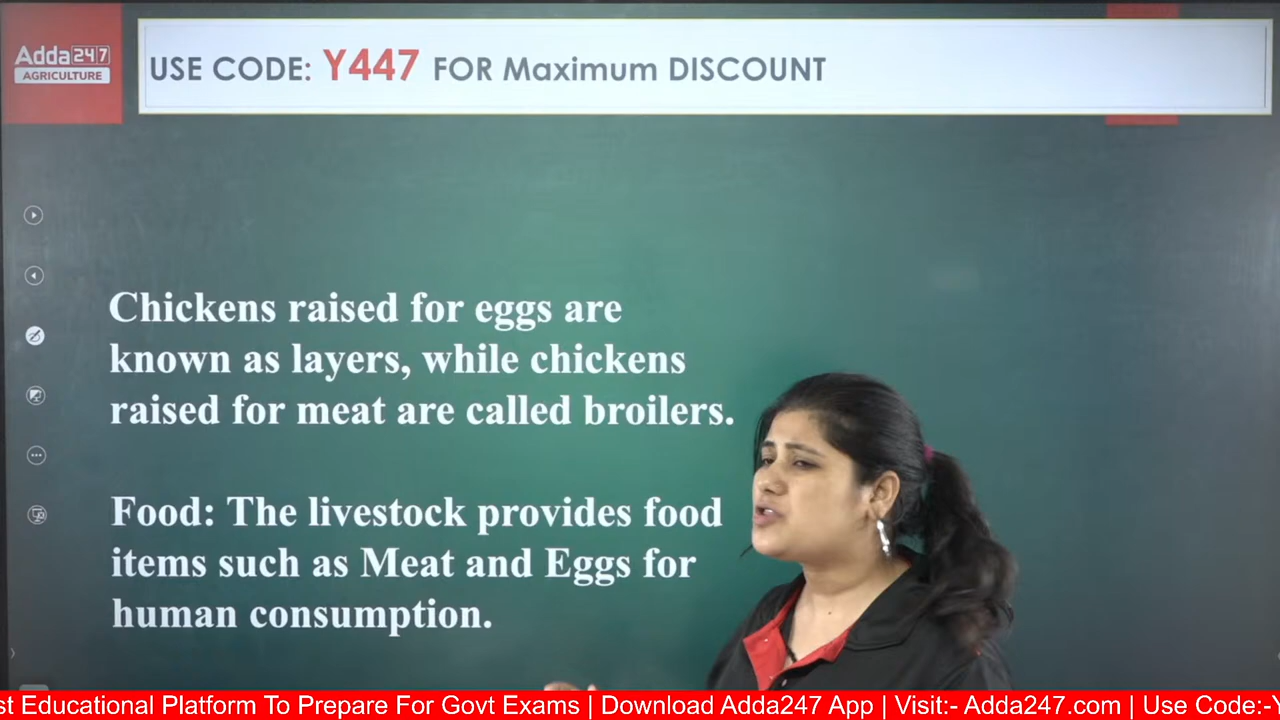 Adda247
AGRICULTURE
USE CODE: Y447 FOR Maximum DISCOUNT
Chickens raised for eggs are
known as layers, while chickens
raised for meat are called broilers.
Food: The livestock provides food
items such as Meat and Eggs for
human consumption.
st Educational Platform To Prepare For Govt Exams | Download Adda247 App | Visit:- Adda247.com | Use Code:-Y